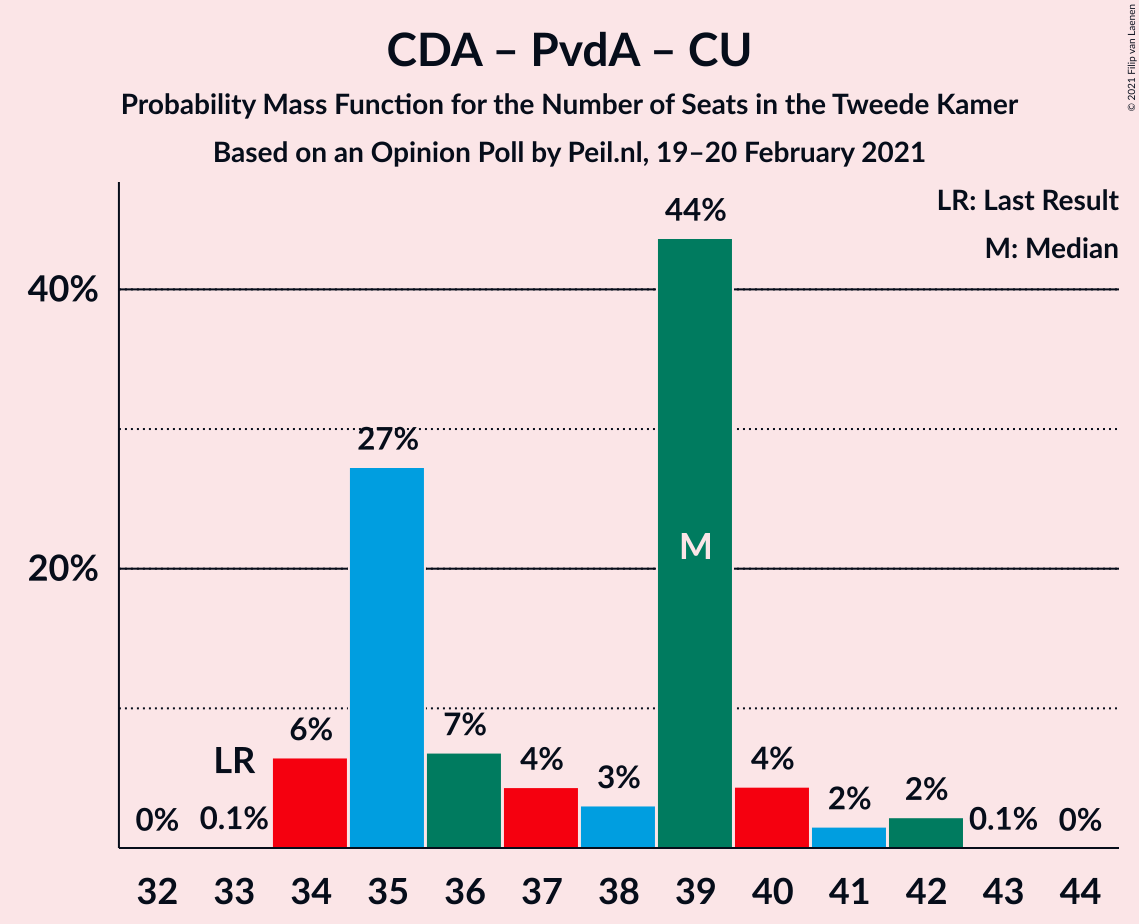 CDA – PvdA – CU
Probability Mass Function for the Number of Seats in the Tweede Kamer
Based on an Opinion Poll by Peil.nl, 19–20 February 2021
© 2021 Filip van Laenen
LR: Last Result
M: Median
40%
20%
0%
LR
0.1%
6%
27%
7%
4%
3%
44%
M
4%
2%
2%
0.1%
0%
32 33 34 35 36 37 38 39 40 41 42 43 44